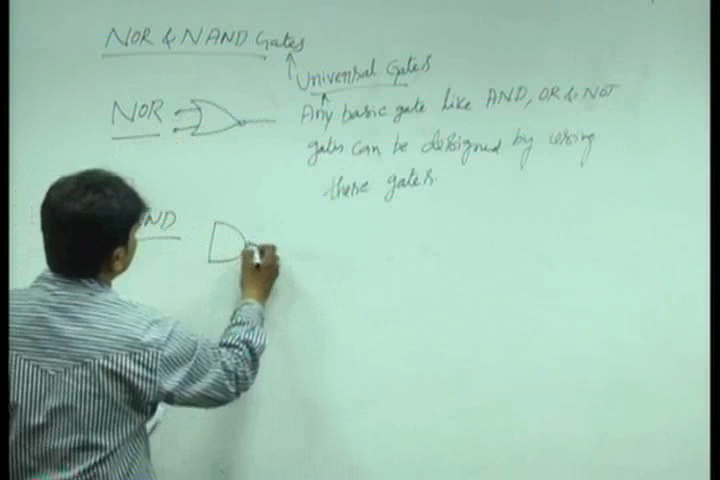 NOR & NAND Gates
Universal Gates
NOR
Any basic gate like AND, OR & NOT
gates can be designed by using
these gates.
ND